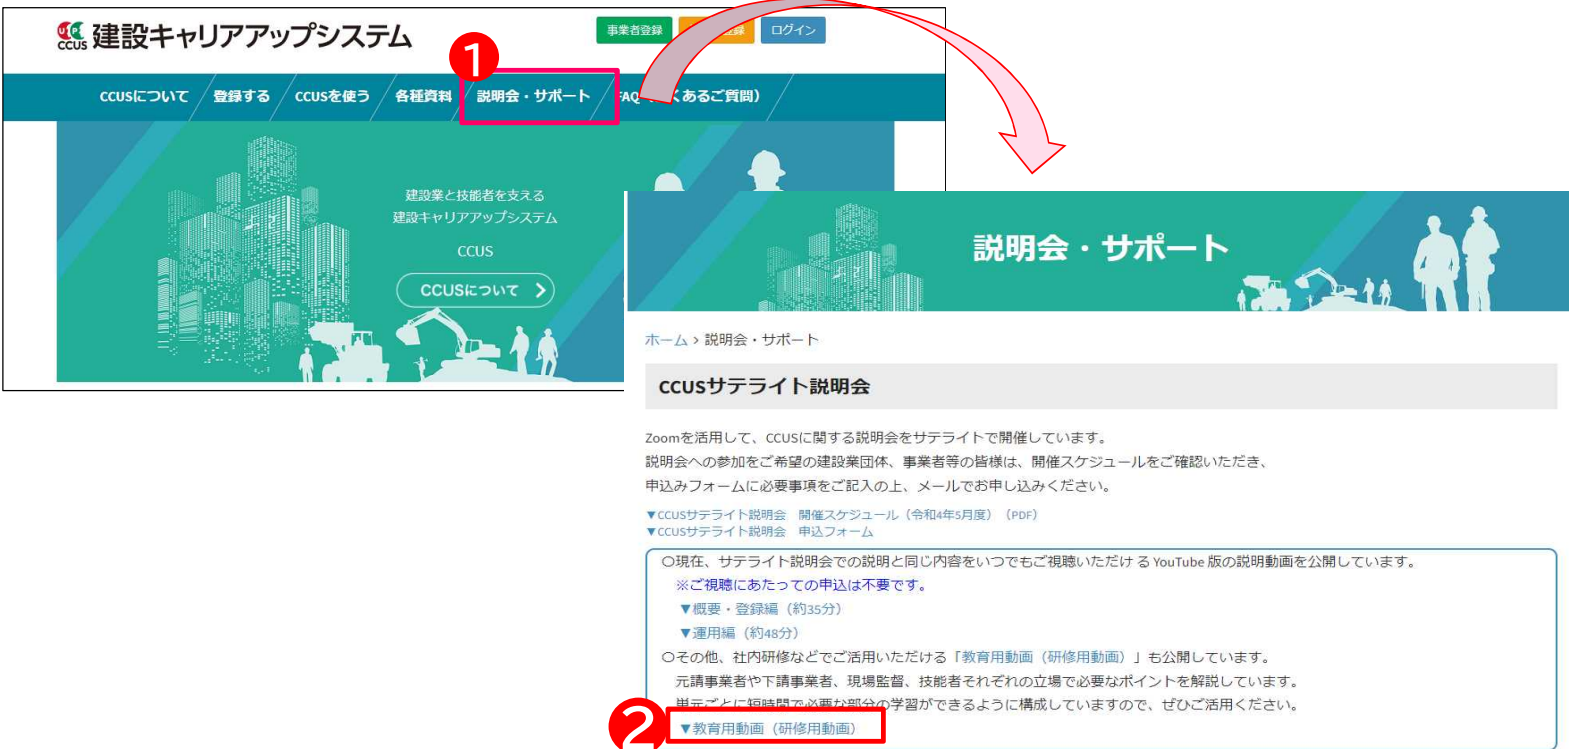 建設キャリアアップシステム
CCUS
事業者登録
ログイン
1
CCUSについて
登録する
CCUSを使う
各種資料
説明会・サポート
くあるご質問）
建設業と技能者を支える
建設キャリアアップシステム
CCUS
CCUSについて
説明会・サポート
ホーム › 説明会・サポート
CCUSサテライト説明会
Zoomを活用して、CCUSに関する説明会をサテライトで開催しています。
説明会への参加をご希望の建設業団体、事業者等の皆様は、開催スケジュールをご確認いただき、
申込みフォームに必要事項をご記入の上、メールでお申し込みください。
▼CCUSサテライト説明会　開催スケジュール（令和4年5月度）（PDF）
▼CCUSサテライト説明会　申込フォーム
〇現在、サテライト説明会での説明と同じ内容をいつでもご視聴いただけ る YouTube 版の説明動画を公開しています。
※ご視聴にあたっての申込は不要です。
▼概要・登録編（約35分）
▼運用編（約48分）
〇その他、社内研修などでご活用いただける「教育用動画（研修用動画）」も公開しています。
元請事業者や下請事業者、現場監督、技能者それぞれの立場で必要なポイントを解説しています。
単元ごとに短時間で必要な部分の学習ができるように構成していますので、ぜひご活用ください。
2
▼教育用動画（研修用動画）